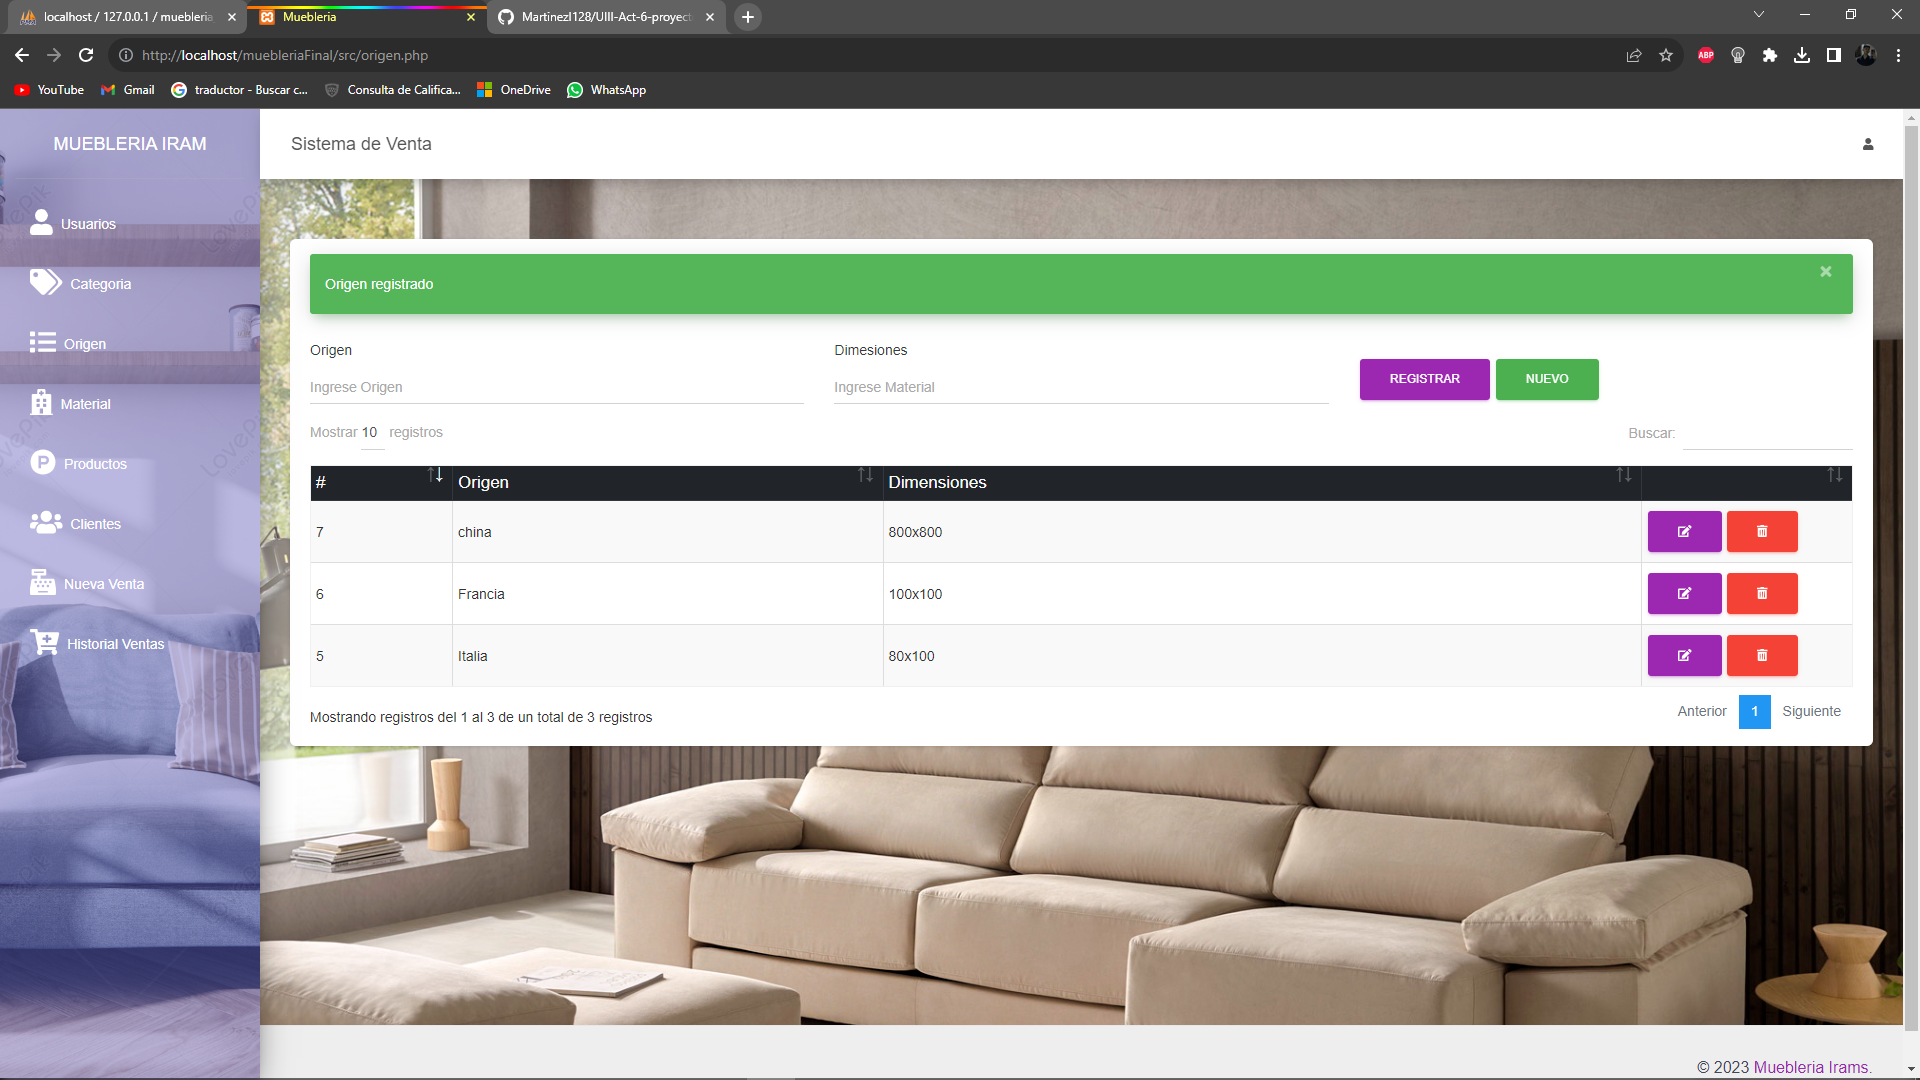 localhost / 127.0.0.1 / muebleria
Muebleria
MartinezI128/UIII-Act-6-proyect
http://localhost/muebleriaFinal/src/origen.php
ABP
YouTube
Gmail
traductor - Buscar c...
Consulta de Califica...
OneDrive
WhatsApp
MUEBLERIA IRAM
Sistema de Venta
Usuarios
Categoria
Origen
Material
Productos
Clientes
Nueva Venta
Historial Ventas
Origen registrado
×
Origen
Dimesiones
Ingrese Origen
Ingrese Material
REGISTRAR
NUEVO
Mostrar 10 registros
Buscar:
# Origen Dimensiones
7 china 800x800
6 Francia 100x100
5 Italia 80x100
Mostrando registros del 1 al 3 de un total de 3 registros
Anterior 1 Siguiente
© 2023 Muebleria Irams.